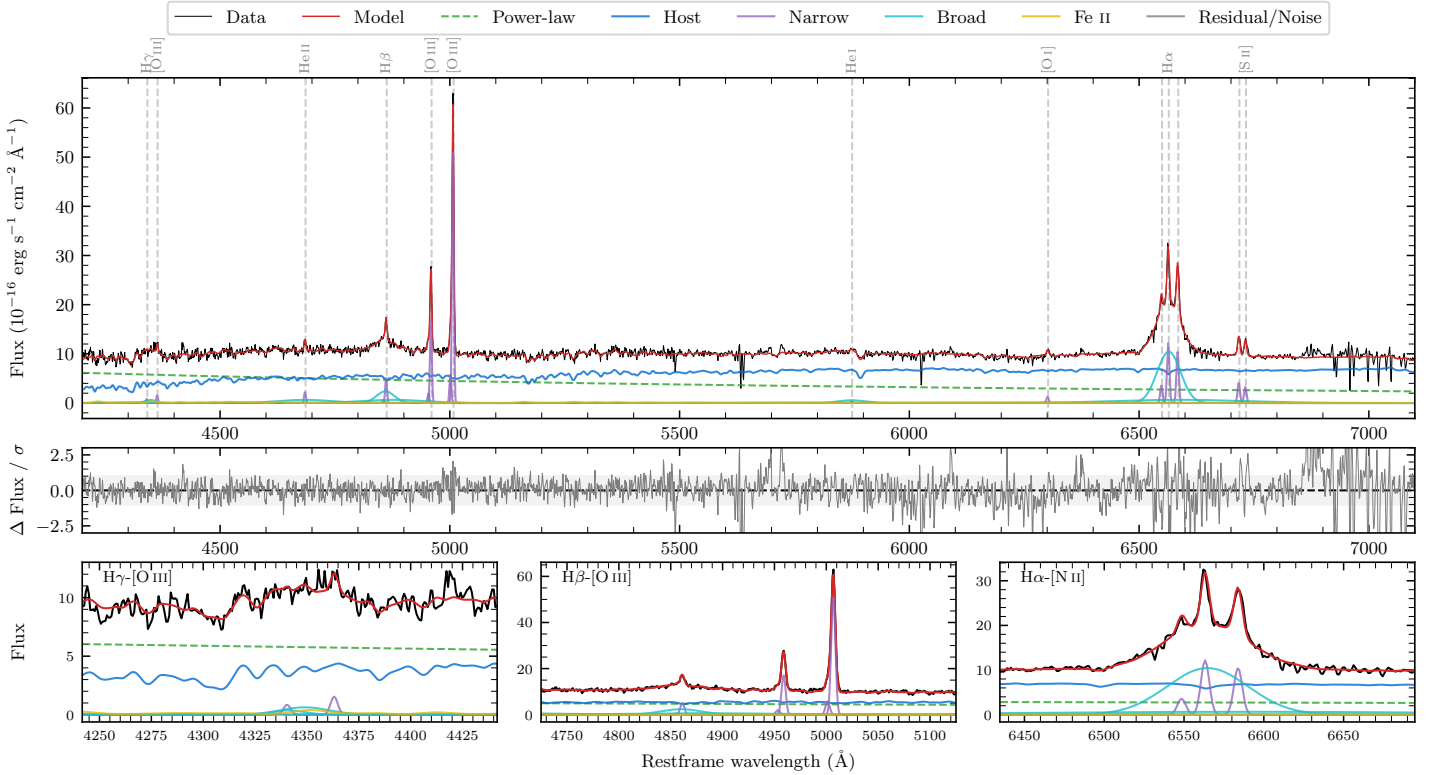 Data Model Power-law Host Narrow Broad Fe II Residual/Noise
Hγ [O III] He II Hβ [O III] [O III] He I [O I] Hα [S II]
Flux (10⁻¹⁶ erg s⁻¹ cm⁻² Å⁻¹)
60
50
40
30
20
10
0
4500 5000 5500 6000 6500 7000
Δ Flux / σ
2.5
0.0
−2.5
4500 5000 5500 6000 6500 7000
Flux
Hγ-[O III]
10
5
0
4250 4275 4300 4325 4350 4375 4400 4425
Hβ-[O III]
60
40
20
0
4750 4800 4850 4900 4950 5000 5050 5100
Hα-[N II]
30
20
10
0
6450 6500 6550 6600 6650
Restframe wavelength (Å)